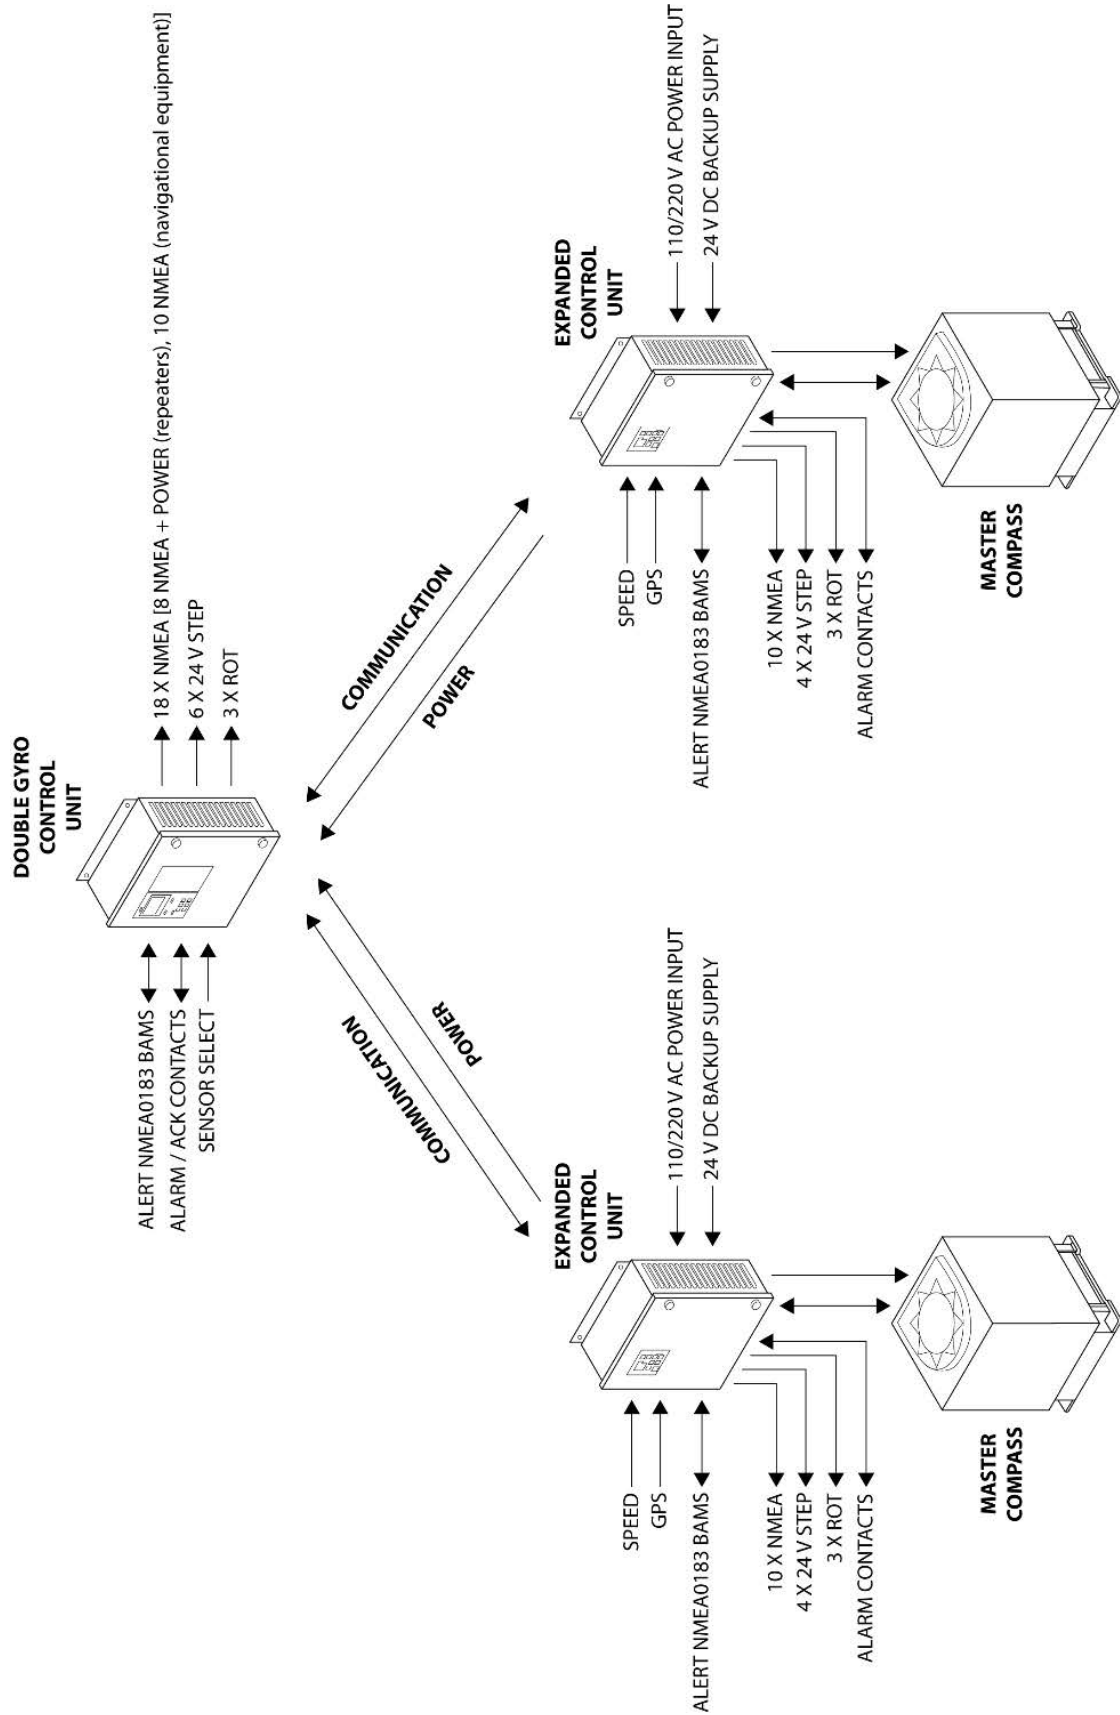 DOUBLE GYRO
CONTROL
UNIT
ALERT NMEA0183 BAMS
ALARM / ACK CONTACTS
SENSOR SELECT
18 X NMEA [8 NMEA + POWER (repeaters), 10 NMEA (navigational equipment)]
6 X 24 V STEP
3 X ROT
COMMUNICATION
POWER
COMMUNICATION
POWER
EXPANDED
CONTROL
UNIT
SPEED
GPS
ALERT NMEA0183 BAMS
110/220 V AC POWER INPUT
24 V DC BACKUP SUPPLY
10 X NMEA
4 X 24 V STEP
3 X ROT
ALARM CONTACTS
MASTER
COMPASS
EXPANDED
CONTROL
UNIT
SPEED
GPS
ALERT NMEA0183 BAMS
110/220 V AC POWER INPUT
24 V DC BACKUP SUPPLY
10 X NMEA
4 X 24 V STEP
3 X ROT
ALARM CONTACTS
MASTER
COMPASS